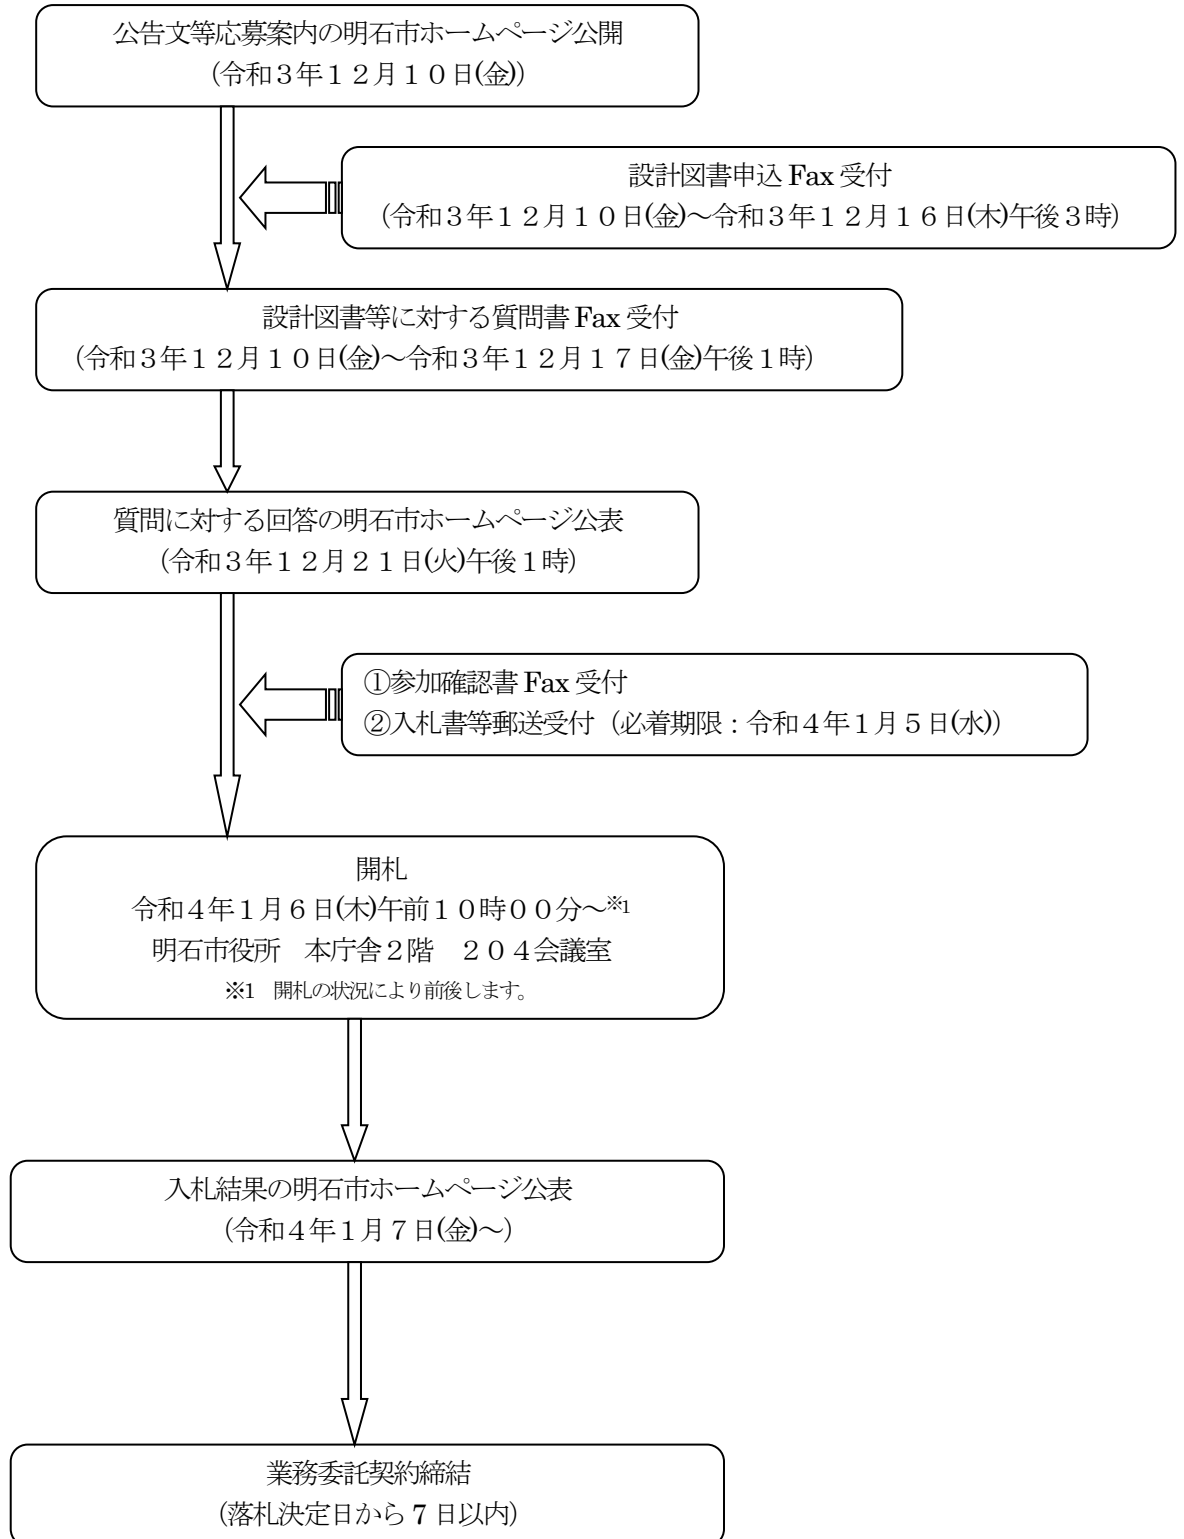 公告文等応募案内の明石市ホームページ公開
（令和３年１２月１０日(金)）
設計図書申込 Fax 受付
（令和３年１２月１０日(金)～令和３年１２月１６日(木)午後３時）
設計図書等に対する質問書 Fax 受付
（令和３年１２月１０日(金)～令和３年１２月１７日(金)午後１時）
質問に対する回答の明石市ホームページ公表
（令和３年１２月２１日(火)午後１時）
①参加確認書 Fax 受付
②入札書等郵送受付（必着期限：令和４年１月５日(水)）
開札
令和４年１月６日(木)午前１０時００分～※1
明石市役所　本庁舎２階　２０４会議室
※1　開札の状況により前後します。
入札結果の明石市ホームページ公表
（令和４年１月７日(金)～）
業務委託契約締結
（落札決定日から 7 日以内）